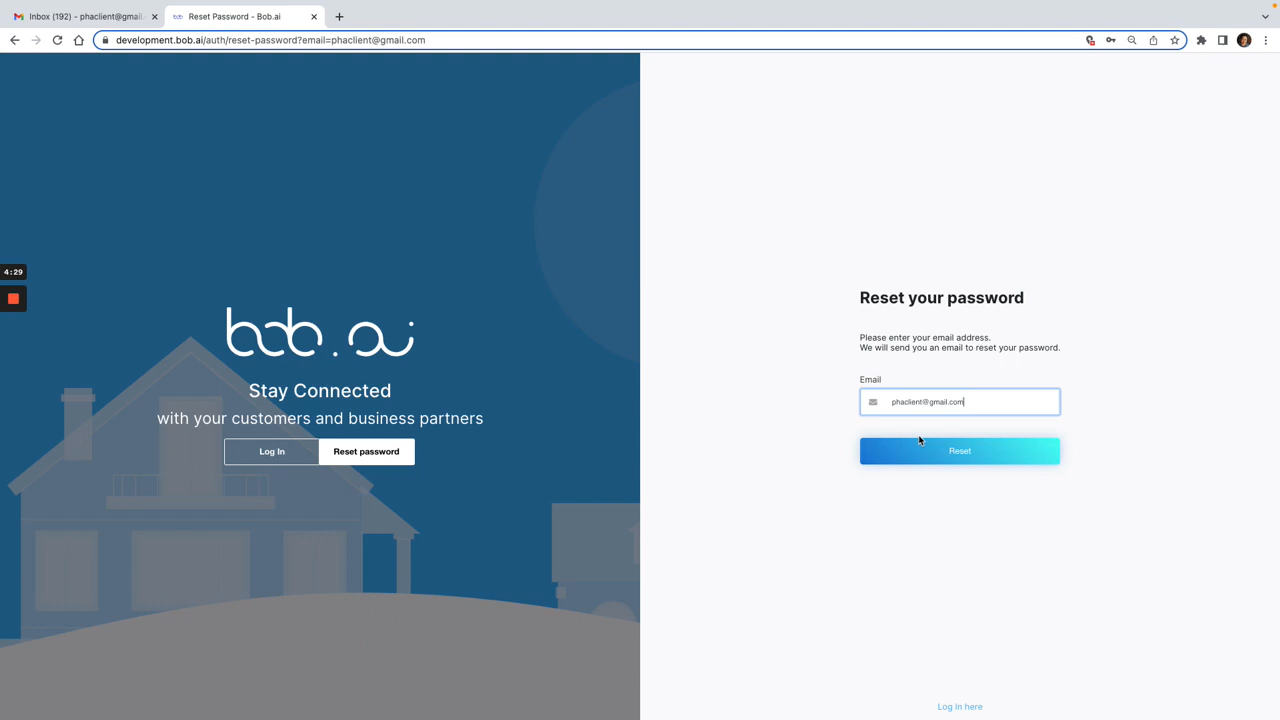 Inbox (192) - phaclient@gmail.
Reset Password - Bob.ai
development.bob.ai/auth/reset-password?email=phaclient@gmail.com
4:29
bob.ai
Stay Connected
with your customers and business partners
Log In
Reset password
Reset your password
Please enter your email address.
We will send you an email to reset your password.
Email
phaclient@gmail.com
Reset
Log In here